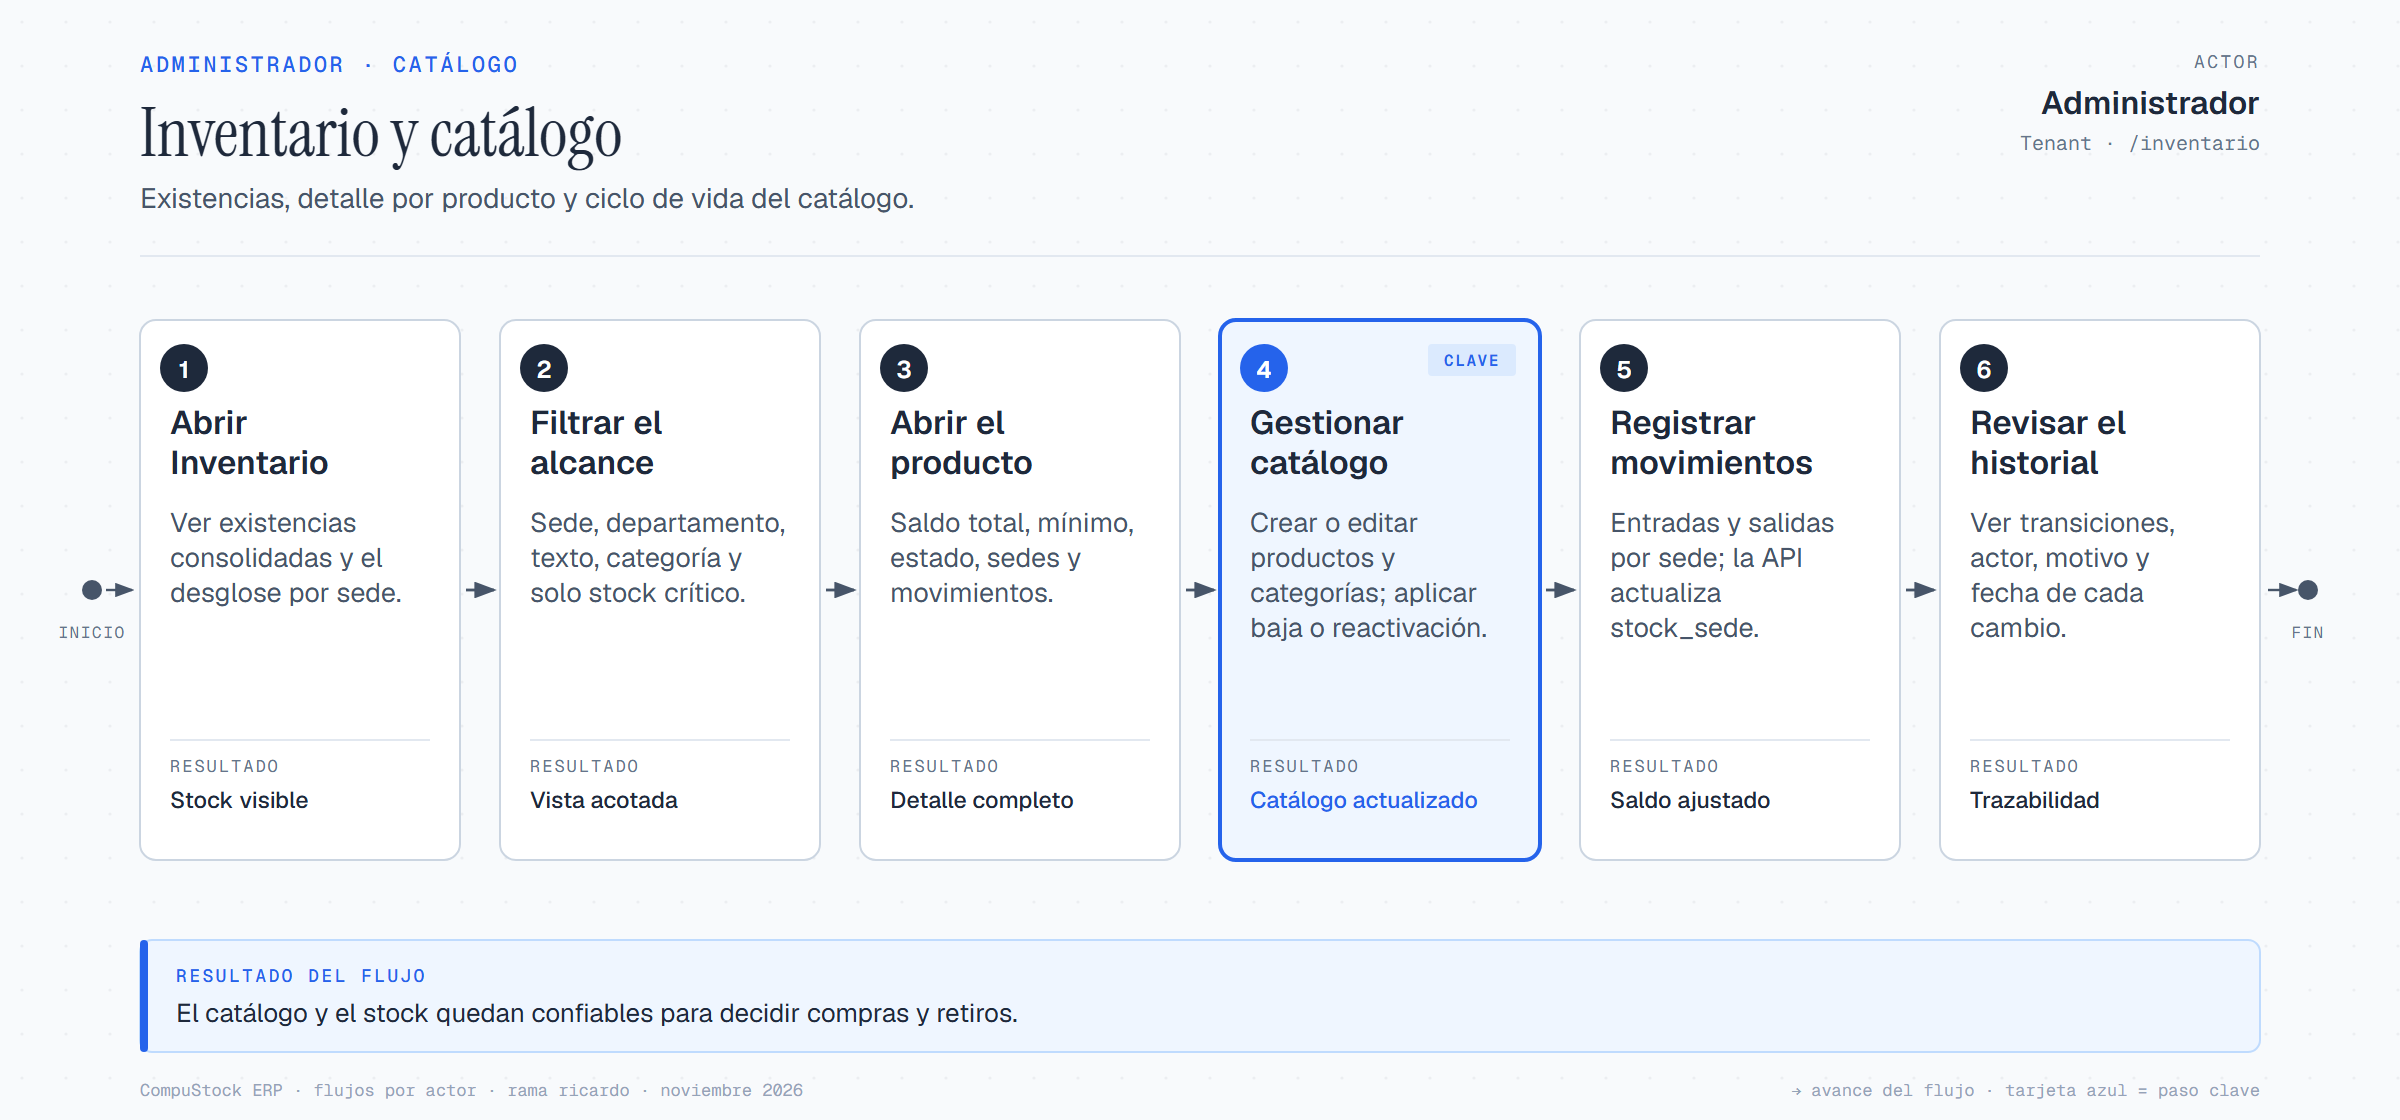 ADMINISTRADOR · CATÁLOGO
Inventario y catálogo
Existencias, detalle por producto y ciclo de vida del catálogo.
ACTOR
Administrador
Tenant · /inventario
INICIO
1
Abrir
Inventario
Ver existencias
consolidadas y el
desglose por sede.
RESULTADO
Stock visible
2
Filtrar el
alcance
Sede, departamento,
texto, categoría y
solo stock crítico.
RESULTADO
Vista acotada
3
Abrir el
producto
Saldo total, mínimo,
estado, sedes y
movimientos.
RESULTADO
Detalle completo
4
CLAVE
Gestionar
catálogo
Crear o editar
productos y
categorías; aplicar
baja o reactivación.
RESULTADO
Catálogo actualizado
5
Registrar
movimientos
Entradas y salidas
por sede; la API
actualiza
stock_sede.
RESULTADO
Saldo ajustado
6
Revisar el
historial
Ver transiciones,
actor, motivo y
fecha de cada
cambio.
RESULTADO
Trazabilidad
FIN
RESULTADO DEL FLUJO
El catálogo y el stock quedan confiables para decidir compras y retiros.
CompuStock ERP · flujos por actor · rama ricardo · noviembre 2026
→ avance del flujo · tarjeta azul = paso clave